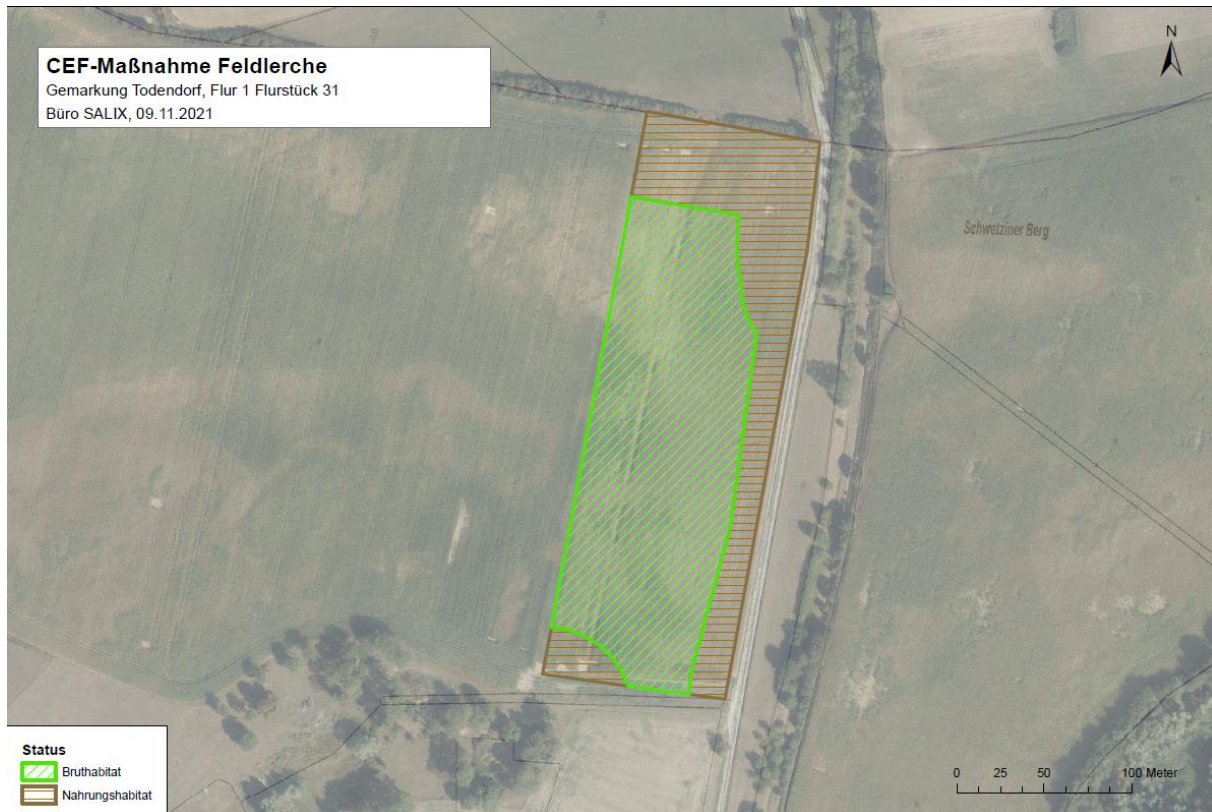 CEF-Maßnahme Feldlerche
Gemarkung Todendorf, Flur 1 Flurstück 31
Büro SALIX, 09.11.2021
N
Schwetziner Berg
Status
Bruthabitat
Nahrungshabitat
0 25 50 100 Meter